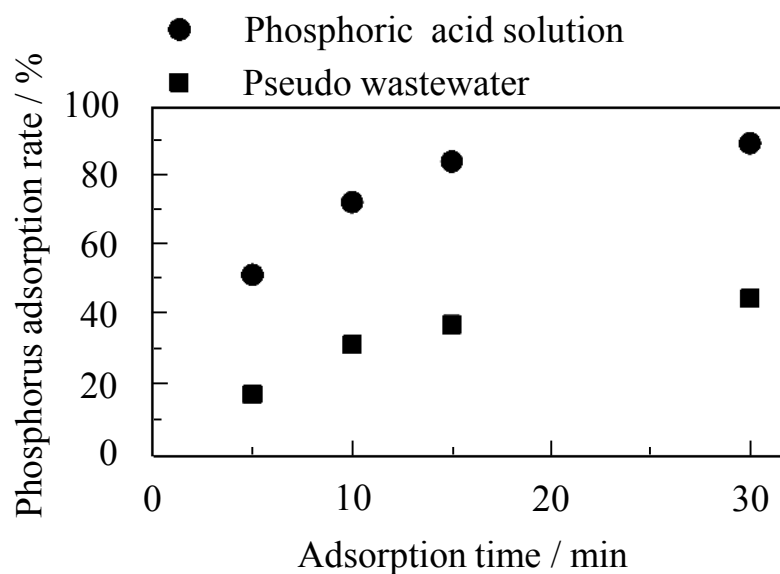 Phosphoric acid solution
Pseudo wastewater
Phosphorus adsorption rate / %
100
80
60
40
20
0
0 10 20 30
Adsorption time / min